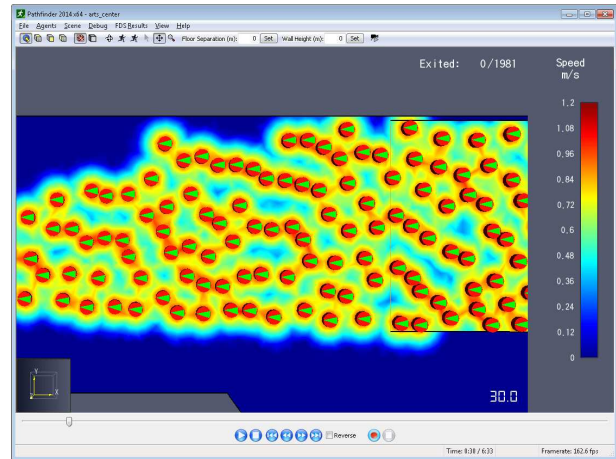 Pathfinder 2014 x64 - arts_center
File Agents Scene Debug FDS Results View Help
Floor Separation (m): 0 Set Wall Height (m): 0 Set
Exited: 0/1981
Speed
m/s
1.2
1.08
0.96
0.84
0.72
0.6
0.48
0.36
0.24
0.12
0
Y
X
30.0
Reverse
Time: 0:30 / 6:33 Framerate: 162.6 fps